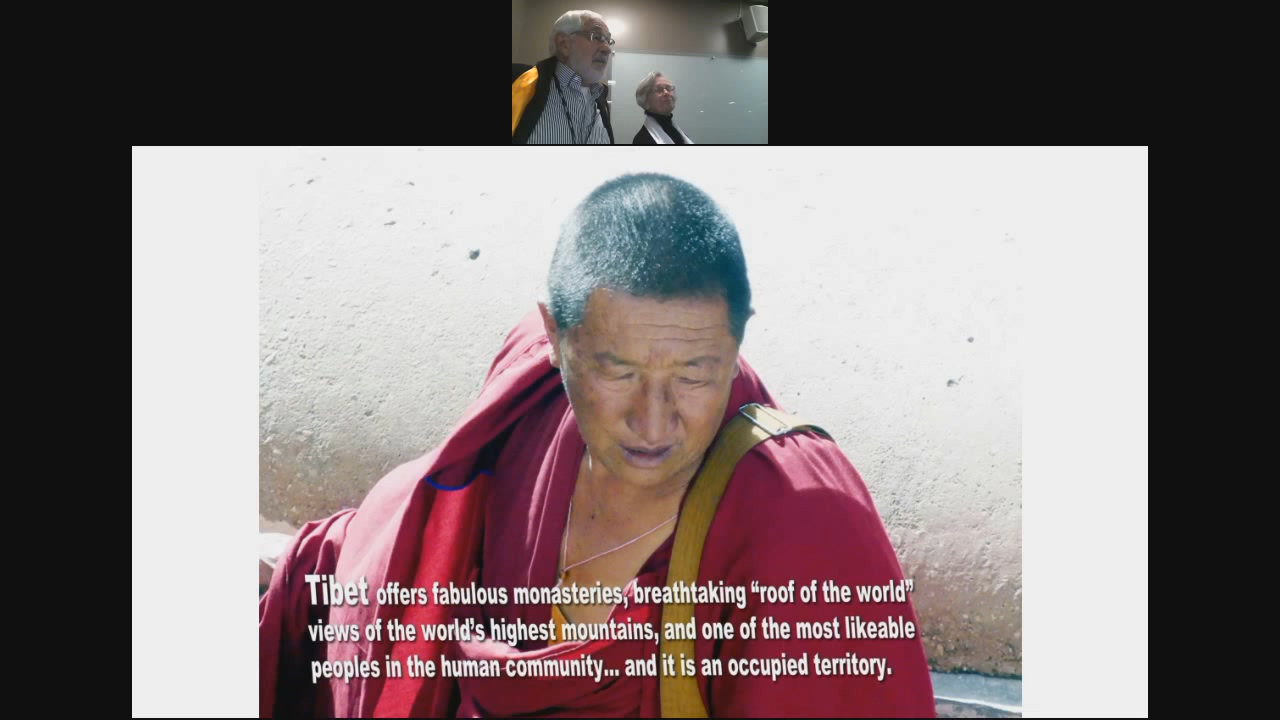 Tibet offers fabulous monasteries, breathtaking “roof of the world”
views of the world’s highest mountains, and one of the most likeable
peoples in the human community... and it is an occupied territory.